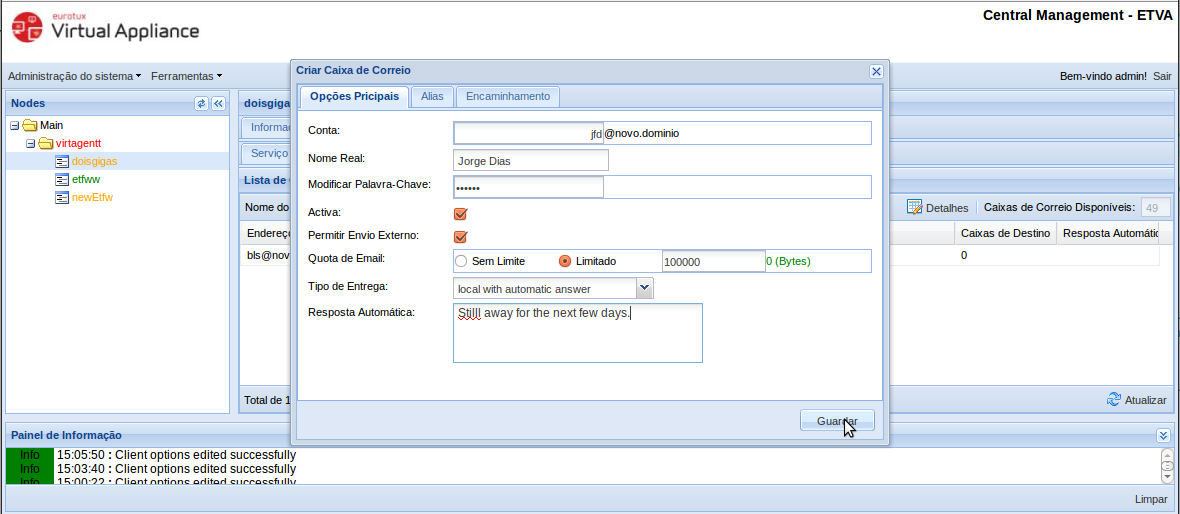 eurotux
Virtual Appliance
Central Management - ETVA
Administração do sistema
Ferramentas
Bem-vindo admin!
Sair
Nodes
Main
virtagentt
doisgigas
etfww
newEtfw
doisgiga
Informa
Serviço
Lista de
Nome do
Detalhes
Caixas de Correio Disponíveis:
49
Endereço
Caixas de Destino
Resposta Automátic
bls@nov
0
Total de 1
Atualizar
Criar Caixa de Correio
Opções Pricipais
Alias
Encaminhamento
Conta:
jfd@novo.dominio
Nome Real:
Jorge Dias
Modificar Palavra-Chave:
••••••
Activa:
Permitir Envio Externo:
Quota de Email:
Sem Limite
Limitado
100000
0 (Bytes)
Tipo de Entrega:
local with automatic answer
Resposta Automática:
Stilll away for the next few days.
Guardar
Painel de Informação
Info 15:05:50 : Client options edited successfully
Info 15:03:40 : Client options edited successfully
Info 15:00:22 : Client options edited successfully
Limpar